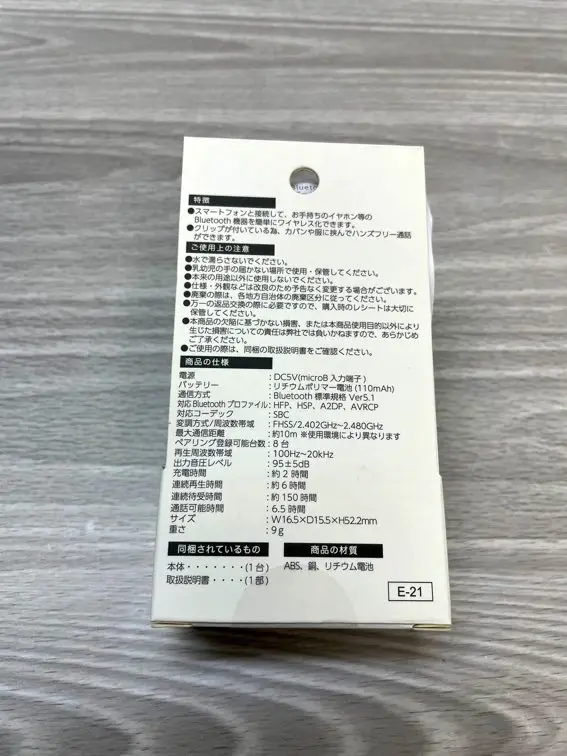 特徴
●スマートフォンと接続して、お手持ちのイヤホン等の
Bluetooth 機器を簡単にワイヤレス化できます。
●クリップが付いている為、カバンや服に挟んでハンズフリー通話
ができます。
ご使用上の注意
●水で濡らさないでください。
●乳幼児の手の届かない場所で使用・保管してください。
●本来の用途以外に使用しないでください。
●仕様・外観などは改良のため予告なく変更する場合がございます。
●廃棄の際は、各地方自治体の廃棄区分に従ってください。
●万一の返品交換の際に必要ですので、購入時のレシートは大切に
保管してください。
●本商品の欠陥に基づかない損害、または本商品使用目的以外により
生じた損害についての責任は弊社では負いかねますので、あらかじめ
ご了承ください。
●ご使用の際は、同梱の取扱説明書をご確認ください。
商品の仕様
電源 : DC5V(microB 入力端子)
バッテリー : リチウムポリマー電池 (110mAh)
通信方式 : Bluetooth 標準規格 Ver5.1
対応 Bluetooth プロファイル : HFP、HSP、A2DP、AVRCP
対応コーデック : SBC
変調方式/周波数帯域 : FHSS/2.402GHz~2.480GHz
最大通信距離 : 約10m ※使用環境により異なります
ペアリング登録可能台数 : 8 台
再生周波数帯域 : 100Hz~20kHz
出力音圧レベル : 95±5dB
充電時間 : 約 2 時間
連続再生時間 : 約 6 時間
連続待受時間 : 約 150 時間
通話可能時間 : 6.5 時間
サイズ : W16.5×D15.5×H52.2mm
重さ : 9g
同梱されているもの 商品の材質
本体・・・・・・・(1台) ABS、銅、リチウム電池
取扱説明書・・・・(1部)
E-21